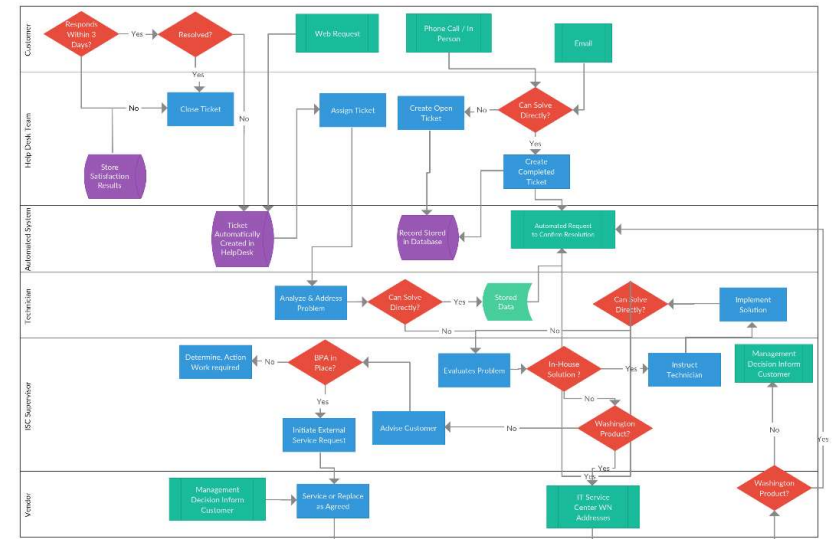 Customer
Responds
Within 3
Days?
Yes
Resolved?
Web Request
Phone Call / In
Person
Email
Yes
No
Close Ticket
No
Help Desk Team
Assign Ticket
Create Open
Ticket
No
Can Solve
Directly?
Yes
Store
Satisfaction
Results
Create
Completed
Ticket
Automated System
Ticket
Automatically
Created in
HelpDesk
Record Stored
in Database
Automated Request
to Confirm Resolution
Technician
Analyze & Address
Problem
Can Solve
Directly?
Yes
Stored
Data
Can Solve
Directly?
Implement
Solution
No
No
ISC Supervisor
Determine, Action
Work required
No
BPA in
Place?
Evaluates Problem
In-House
Solution ?
Yes
Instruct
Technician
Management
Decision Inform
Customer
Yes
No
Initiate External
Service Request
Advise Customer
No
Washington
Product?
No
Yes
Yes
Yes
Vendor
Management
Decision Inform
Customer
Service or Replace
as Agreed
IT Service
Center WN
Addresses
Washington
Product?